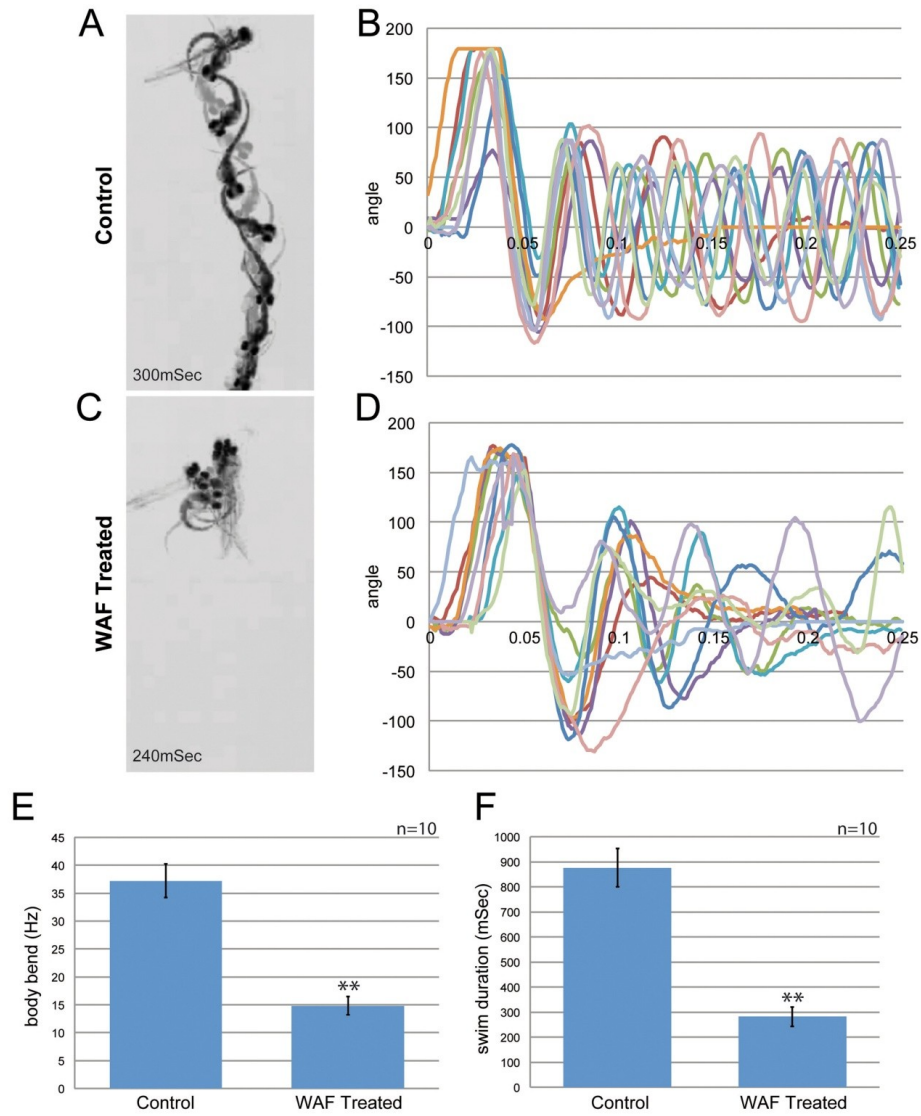 A
Control
300mSec
B
200
150
100
50
0
-50
-100
-150
angle
0
0.05
0.1
0.15
0.2
0.25
C
WAF Treated
240mSec
D
200
150
100
50
0
-50
-100
-150
angle
0
0.05
0.1
0.15
0.2
0.25
E
n=10
45
40
35
30
25
20
15
10
5
0
body bend (Hz)
**
Control
WAF Treated
F
n=10
1000
900
800
700
600
500
400
300
200
100
0
swim duration (mSec)
**
Control
WAF Treated